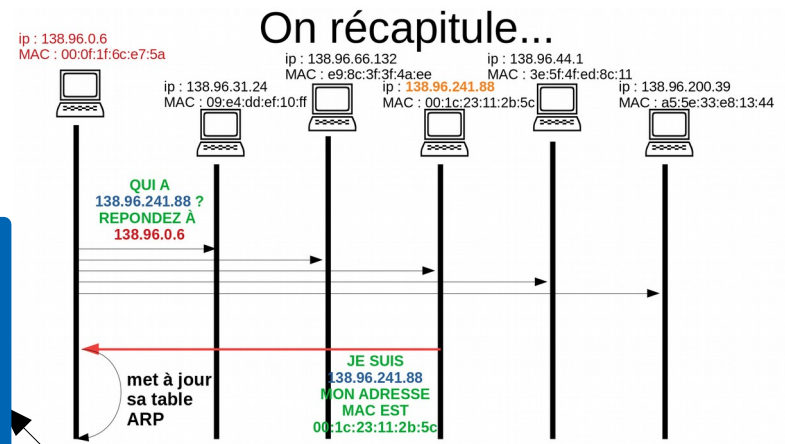 On récapitule...
ip : 138.96.0.6
MAC : 00:0f:1f:6c:e7:5a
ip : 138.96.31.24
MAC : 09:e4:dd:ef:10:ff
ip : 138.96.66.132
MAC : e9:8c:3f:3f:4a:ee
ip : 138.96.241.88
MAC : 00:1c:23:11:2b:5c
ip : 138.96.44.1
MAC : 3e:5f:4f:ed:8c:11
ip : 138.96.200.39
MAC : a5:5e:33:e8:13:44
QUI A
138.96.241.88 ?
REPONDEZ À
138.96.0.6
met à jour
sa table
ARP
JE SUIS
138.96.241.88
MON ADRESSE
MAC EST
00:1c:23:11:2b:5c